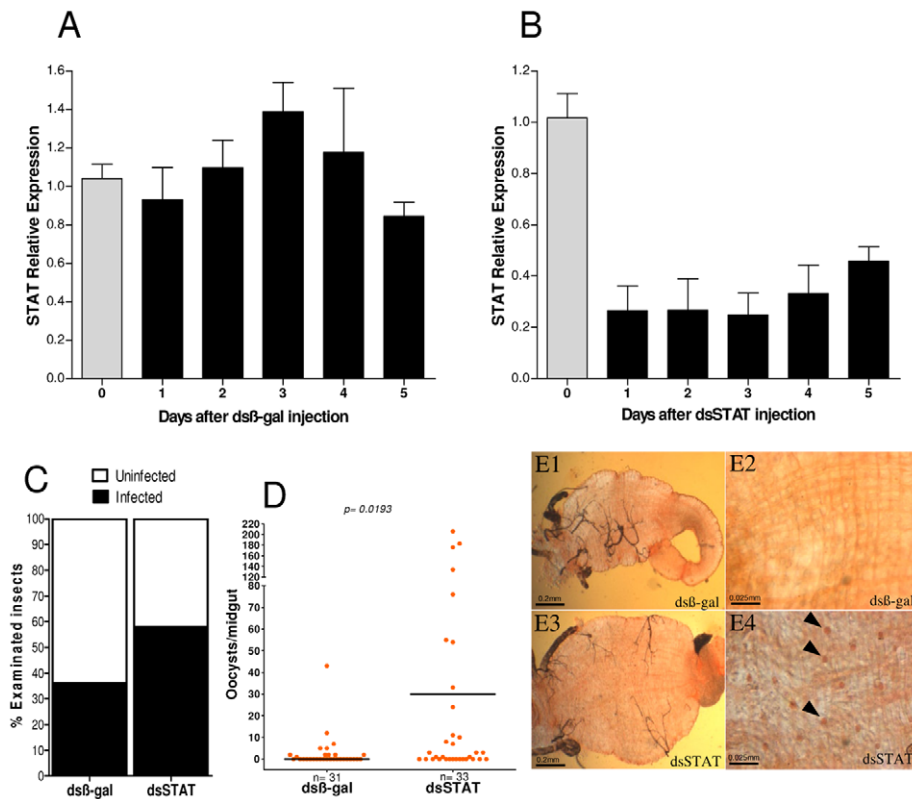 A
STAT Relative Expression
1.6
1.4
1.2
1.0
0.8
0.6
0.4
0.2
0.0
0 1 2 3 4 5
Days after dsß-gal injection
B
STAT Relative Expression
1.2
1.0
0.8
0.6
0.4
0.2
0.0
0 1 2 3 4 5
Days after dsSTAT injection
C
Uninfected
Infected
% Examinated insects
100
90
80
70
60
50
40
30
20
10
0
dsß-gal dsSTAT
D
p= 0.0193
Oocysts/midgut
220
200
180
160
140
120
100
80
60
50
40
30
20
10
0
n= 31 n= 33
dsß-gal dsSTAT
E1
0.2mm
dsß-gal
E2
0.025mm
dsß-gal
E3
0.2mm
dsSTAT
E4
0.025mm
dsSTAT